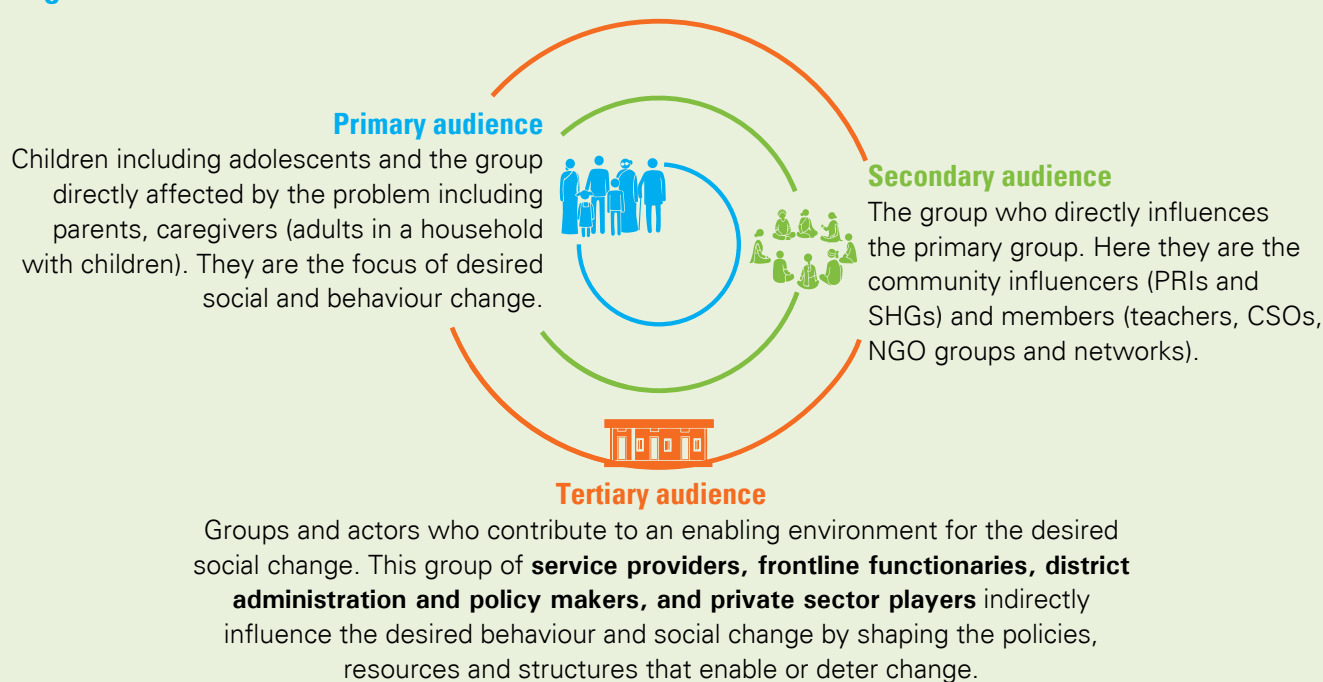 Primary audience
Children including adolescents and the group
directly affected by the problem including
parents, caregivers (adults in a household
with children). They are the focus of desired
social and behaviour change.
Secondary audience
The group who directly influences
the primary group. Here they are the
community influencers (PRIs and
SHGs) and members (teachers, CSOs,
NGO groups and networks).
Tertiary audience
Groups and actors who contribute to an enabling environment for the desired
social change. This group of service providers, frontline functionaries, district
administration and policy makers, and private sector players indirectly
influence the desired behaviour and social change by shaping the policies,
resources and structures that enable or deter change.